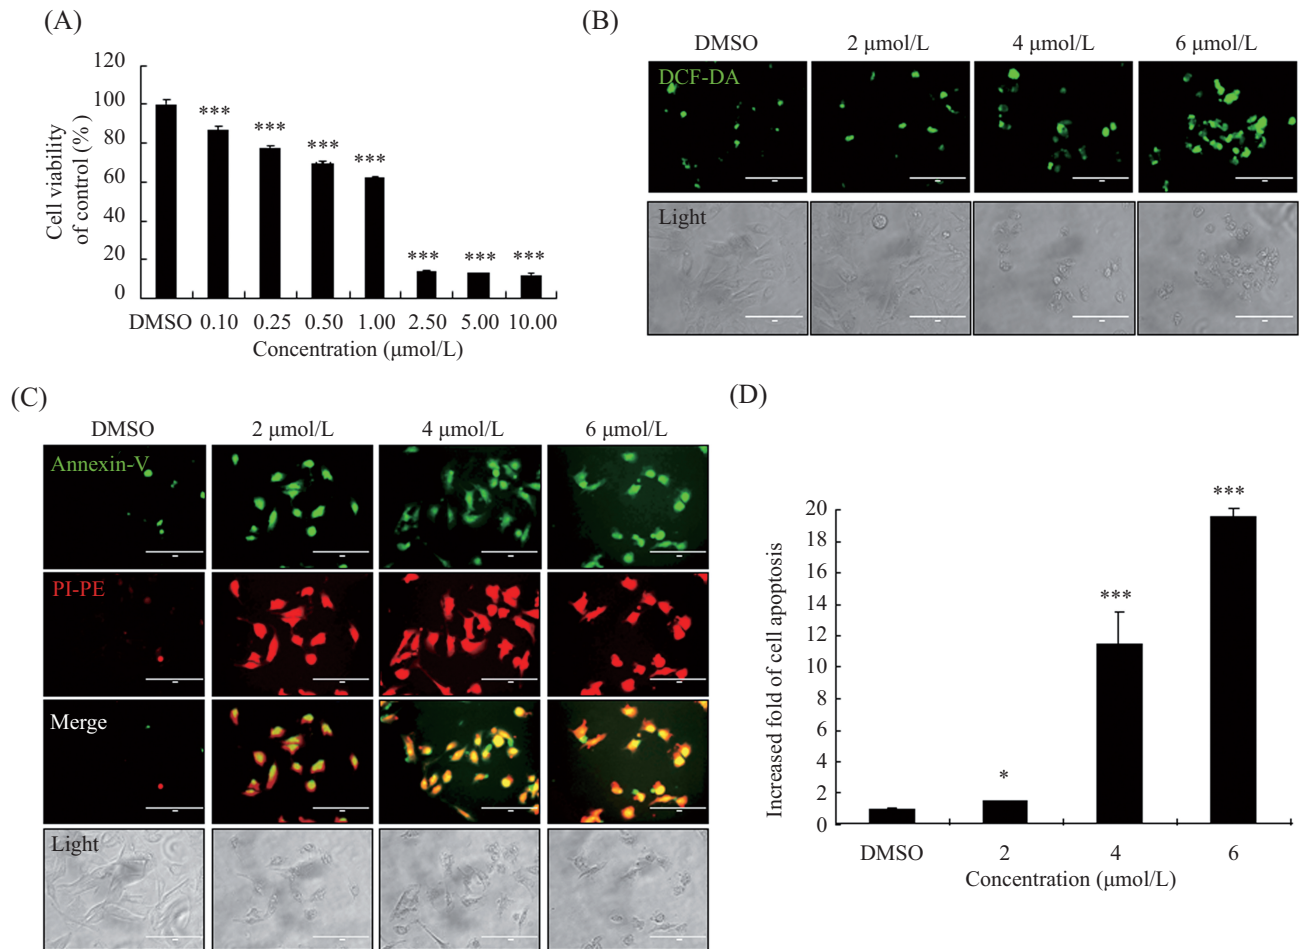 (A)
120
100
80
60
40
20
0
Cell viability
of control (%)
***
***
***
***
***
***
***
DMSO 0.10 0.25 0.50 1.00 2.50 5.00 10.00
Concentration (μmol/L)
(B)
DMSO 2 μmol/L 4 μmol/L 6 μmol/L
DCF-DA
Light
(C)
DMSO 2 μmol/L 4 μmol/L 6 μmol/L
Annexin-V
PI-PE
Merge
Light
(D)
20
18
16
14
12
10
8
6
4
2
0
Increased fold of cell apoptosis
*
***
***
DMSO 2 4 6
Concentration (μmol/L)